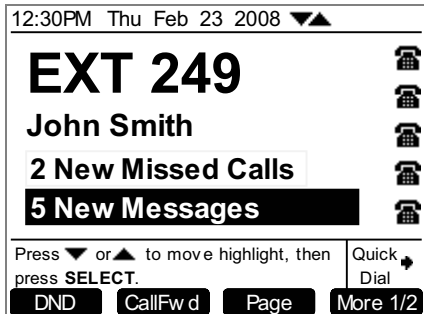 12:30PM Thu Feb 23 2008 ▼▲
EXT 249
John Smith
2 New Missed Calls
5 New Messages
Press ▼ or ▲ to move highlight, then
press SELECT.
Quick
Dial
DND CallFwd Page More 1/2